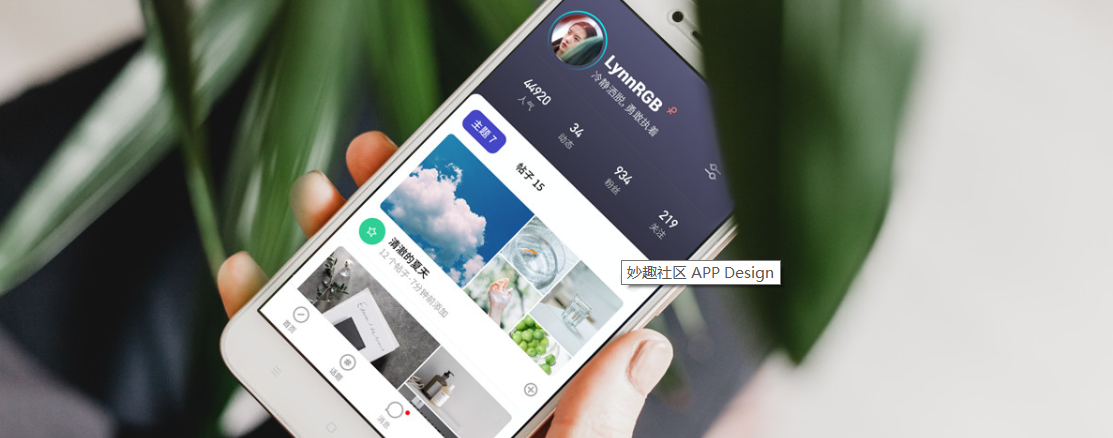 LynnRGB
冷静洒脱,勇敢执着
44920
人气
34
动态
934
粉丝
219
关注
主题 7
帖子 15
清澈的夏天
12 个帖子·7分钟前添加
首页
话题
消息
妙趣社区 APP Design